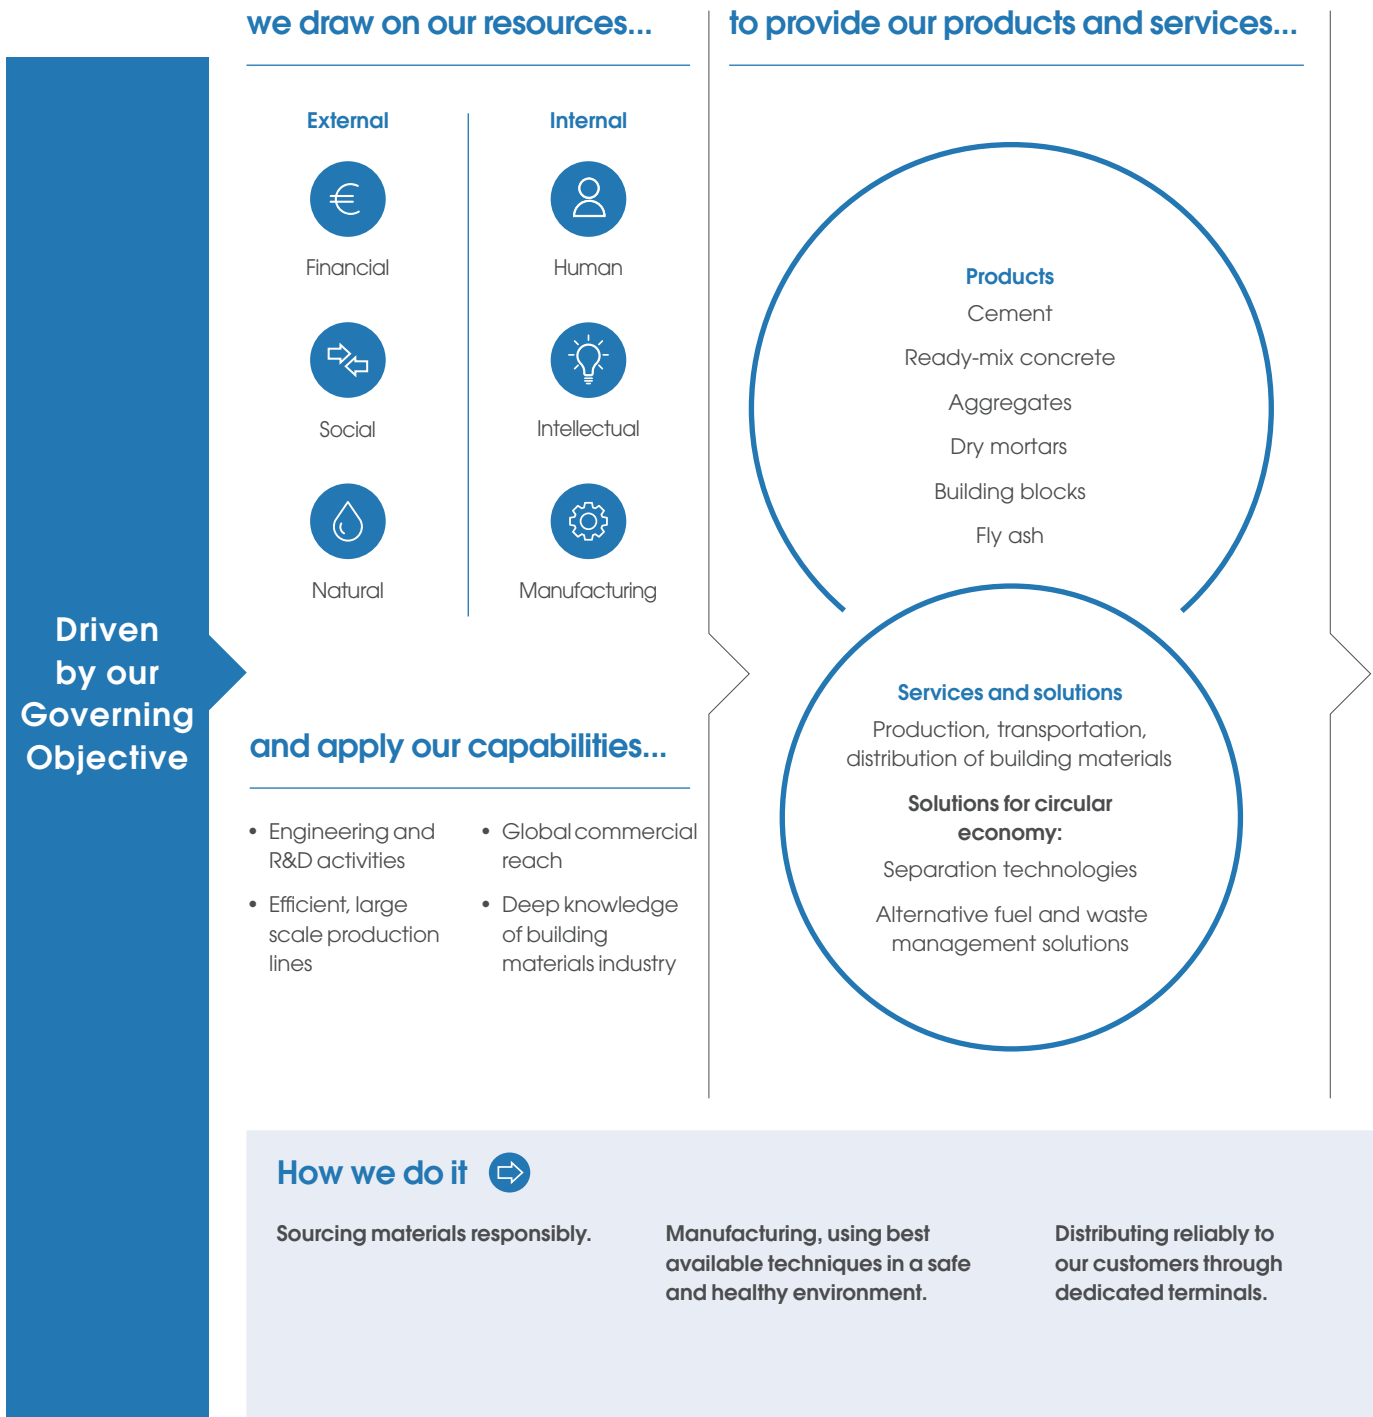 Driven
by our
Governing
Objective
we draw on our resources...
External
Financial
Social
Natural
Internal
Human
Intellectual
Manufacturing
and apply our capabilities...
• Engineering and
R&D activities
• Efficient, large
scale production
lines
• Global commercial
reach
• Deep knowledge
of building
materials industry
to provide our products and services...
Products
Cement
Ready-mix concrete
Aggregates
Dry mortars
Building blocks
Fly ash
Services and solutions
Production, transportation,
distribution of building materials
Solutions for circular
economy:
Separation technologies
Alternative fuel and waste
management solutions
How we do it
Sourcing materials responsibly.
Manufacturing, using best
available techniques in a safe
and healthy environment.
Distributing reliably to
our customers through
dedicated terminals.